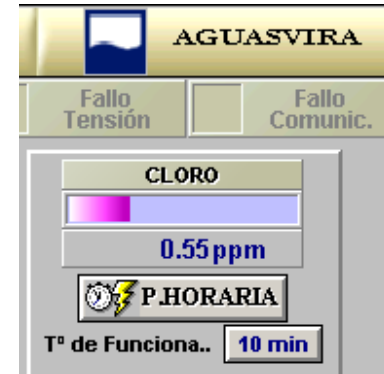 AGUASVIRA
Fallo Tensión
Fallo Comunic.
CLORO
0.55 ppm
P.HORARIA
Tº de Funciona.. 10 min